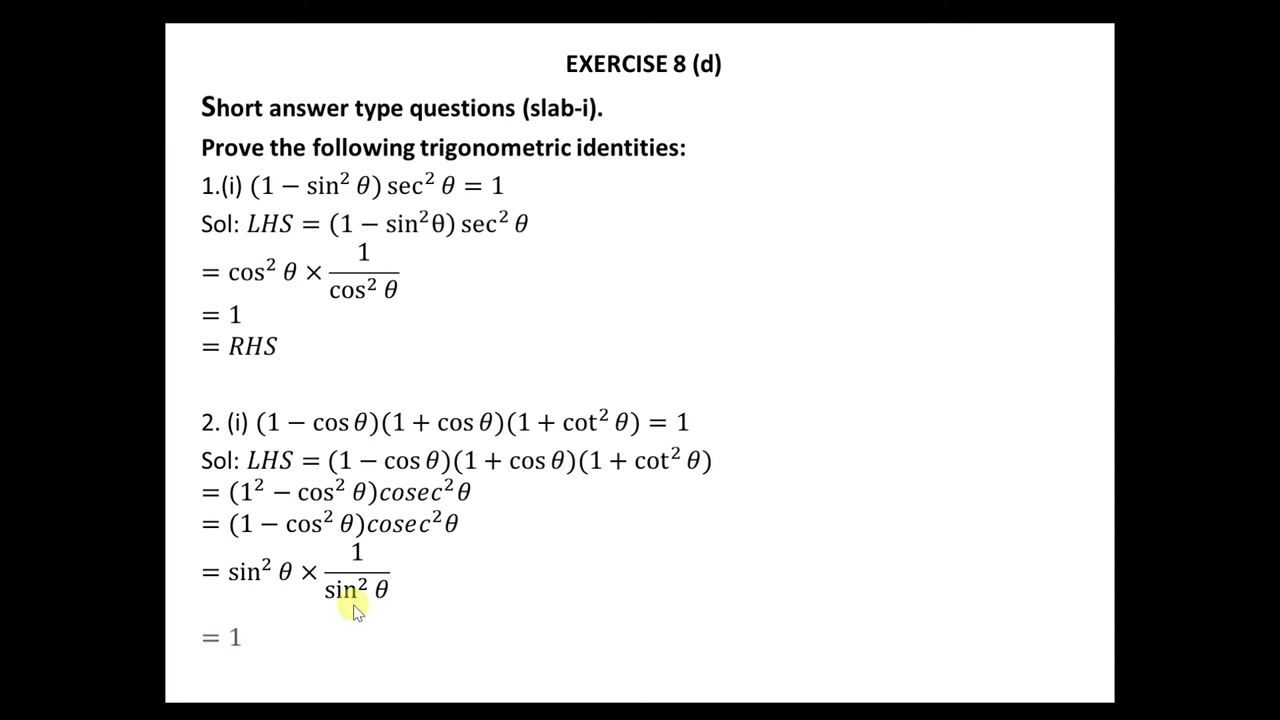 EXERCISE 8 (d)
Short answer type questions (slab-i).
Prove the following trigonometric identities:
1.(i) (1 − sin² θ) sec² θ = 1
Sol: LHS = (1 − sin²θ) sec² θ
= cos² θ × 1/cos² θ
= 1
= RHS
2. (i) (1 − cos θ)(1 + cos θ)(1 + cot² θ) = 1
Sol: LHS = (1 − cos θ)(1 + cos θ)(1 + cot² θ)
= (1² − cos² θ)cosec²θ
= (1 − cos² θ)cosec²θ
= sin² θ × 1/sin² θ
= 1